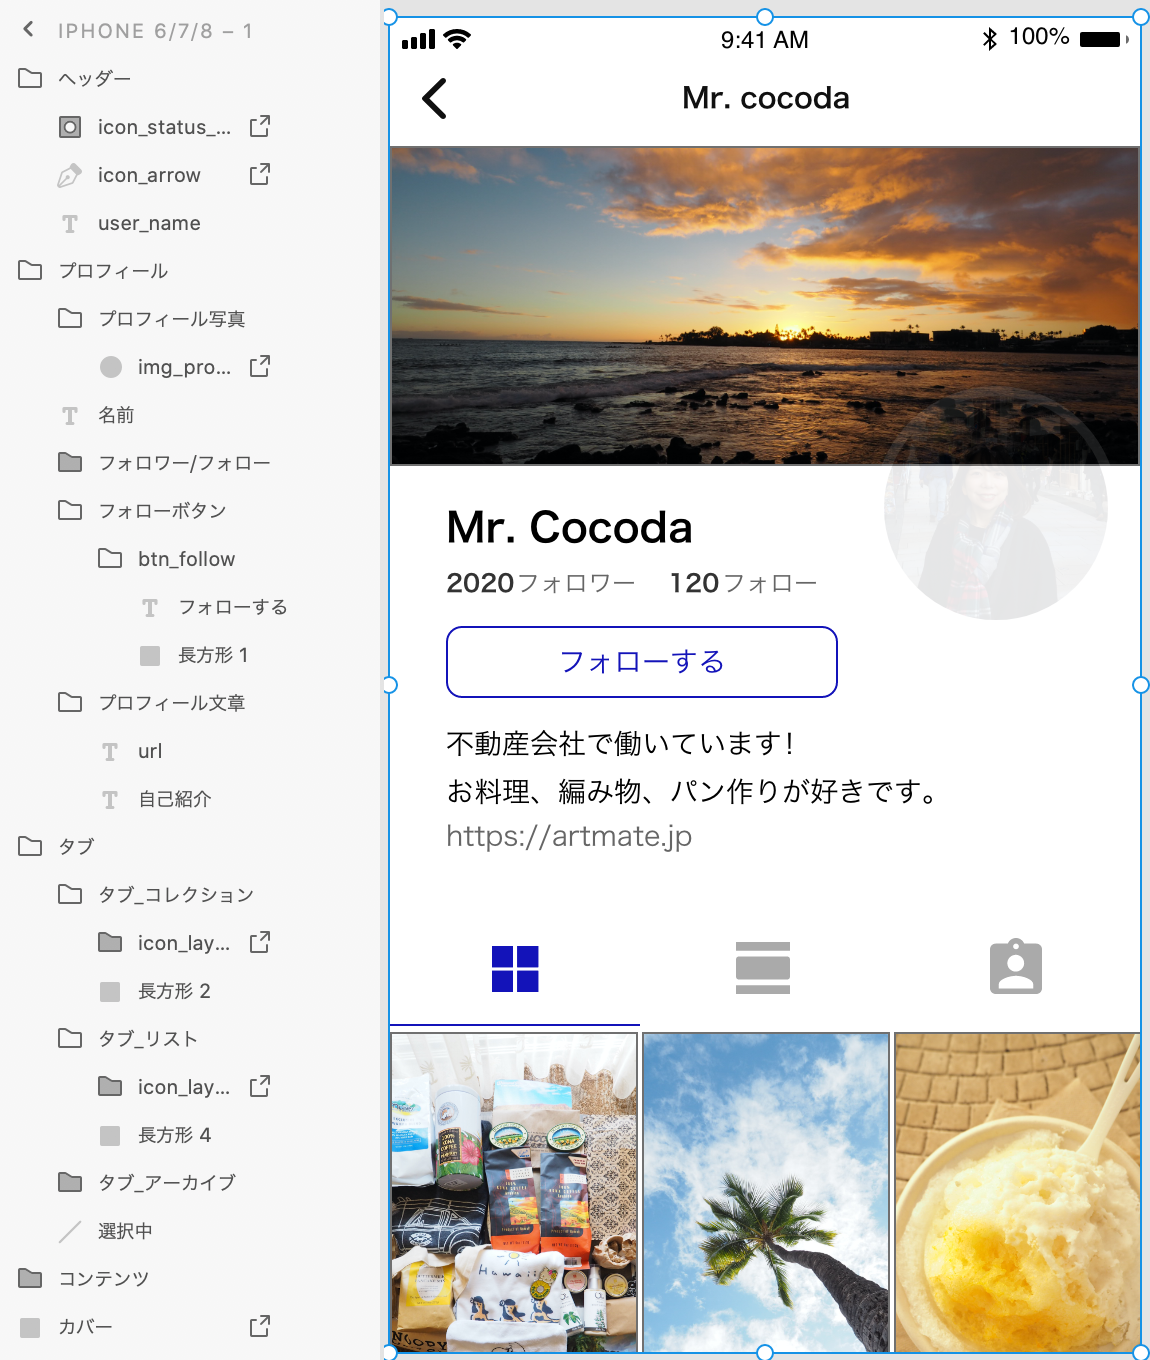 IPHONE 6/7/8 – 1
ヘッダー
icon_status_...
icon_arrow
user_name
プロフィール
プロフィール写真
img_pro...
名前
フォロワー/フォロー
フォローボタン
btn_follow
フォローする
長方形 1
プロフィール文章
url
自己紹介
タブ
タブ_コレクション
icon_lay...
長方形 2
タブ_リスト
icon_lay...
長方形 4
タブ_アーカイブ
選択中
コンテンツ
カバー
9:41 AM
100%
Mr. cocoda
Mr. Cocoda
2020フォロワー 120フォロー
フォローする
不動産会社で働いています！
お料理、編み物、パン作りが好きです。
https://artmate.jp
Hawaii